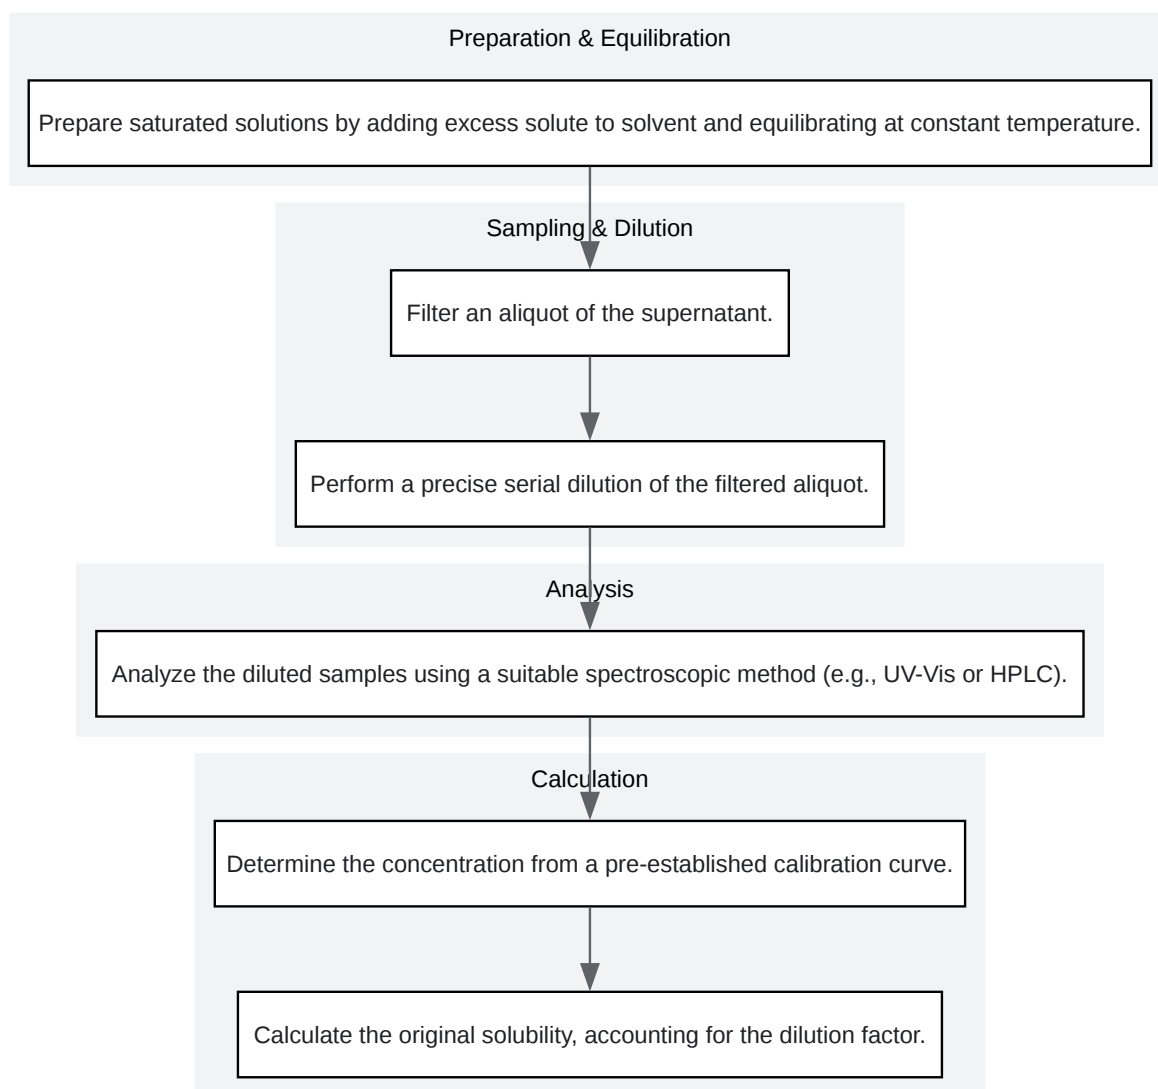 Preparation & Equilibration
Prepare saturated solutions by adding excess solute to solvent and equilibrating at constant temperature.
Sampling & Dilution
Filter an aliquot of the supernatant.
Perform a precise serial dilution of the filtered aliquot.
Analysis
Analyze the diluted samples using a suitable spectroscopic method (e.g., UV-Vis or HPLC).
Calculation
Determine the concentration from a pre-established calibration curve.
Calculate the original solubility, accounting for the dilution factor.